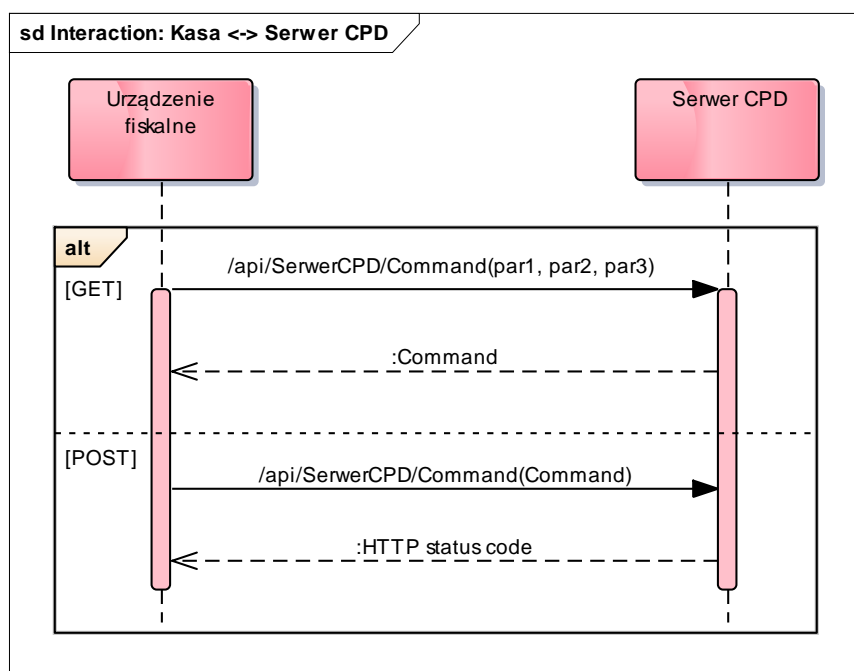 sd Interaction: Kasa <-> Serwer CPD
Urządzenie
fiskalne
Serwer CPD
alt
/api/SerwerCPD/Command(par1, par2, par3)
[GET]
:Command
[POST]
/api/SerwerCPD/Command(Command)
:HTTP status code